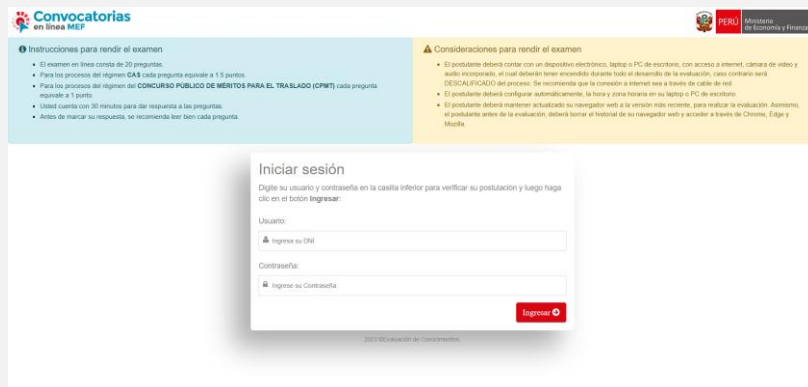 Convocatorias
en línea MEF
PERÚ
Ministerio
de Economía y Finanzas
Instrucciones para rendir el examen
El examen en línea consta de 20 preguntas.
Para los procesos del régimen CAS cada pregunta equivale a 1.5 puntos.
Para los procesos del régimen del CONCURSO PÚBLICO DE MÉRITOS PARA EL TRASLADO (CPMT) cada pregunta
equivale a 1 punto.
Usted cuenta con 30 minutos para dar respuesta a las preguntas.
Antes de marcar su respuesta, se recomienda leer bien cada pregunta.
Consideraciones para rendir el examen
El postulante deberá contar con un dispositivo electrónico, laptop o PC de escritorio, con acceso a internet, cámara de video y
audio incorporado, el cual deberán tener encendido durante todo el desarrollo de la evaluación, caso contrario será
DESCALIFICADO del proceso. Se recomienda que la conexión a internet sea a través de cable de red.
El postulante deberá configurar automáticamente, la hora y zona horaria en su laptop o PC de escritorio.
El postulante deberá mantener actualizado su navegador web a la versión más reciente, para realizar la evaluación. Asimismo,
el postulante antes de la evaluación, deberá borrar el historial de su navegador web y acceder a través de Chrome, Edge y
Mozilla.
Iniciar sesión
Digite su usuario y contraseña en la casilla inferior para verificar su postulación y luego haga
clic en el botón Ingresar:
Usuario:
Ingresa su DNI
Contraseña:
Ingrese su Contraseña
Ingresar
2023 ©Evaluación de Conocimientos